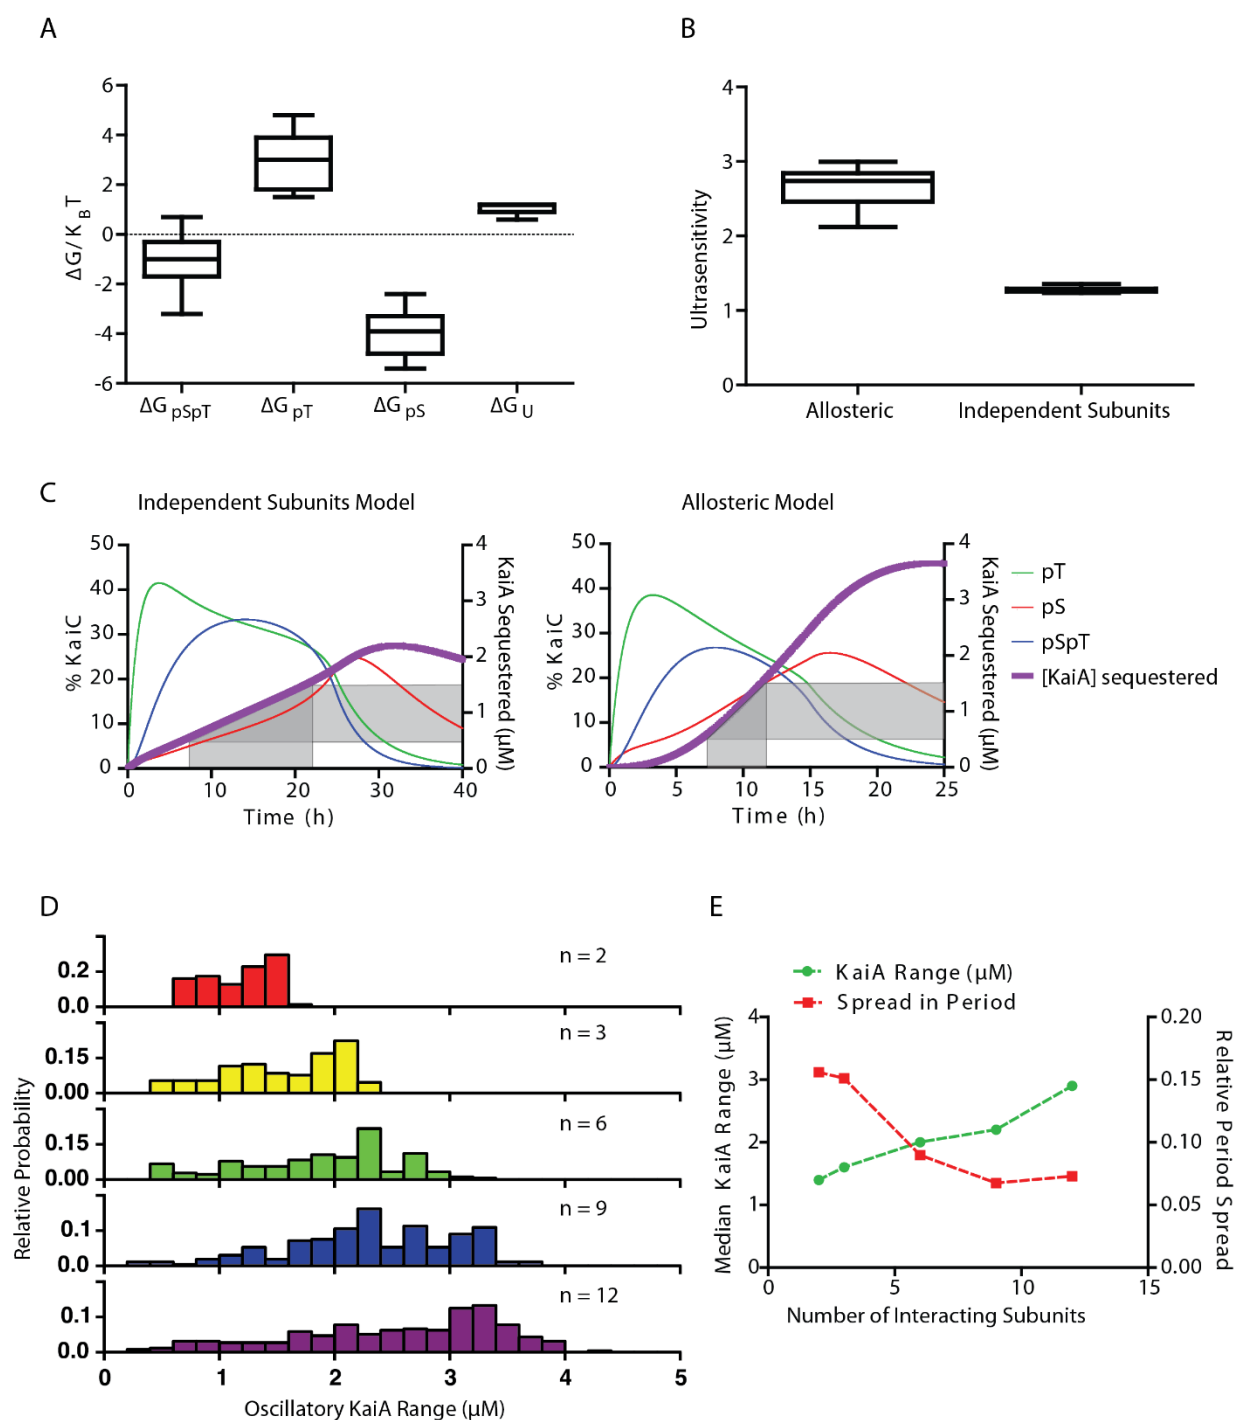 A
B
6
4
2
0
-2
-4
-6
ΔG/ K B T
ΔG pSpT
ΔG pT
ΔG pS
ΔG U
4
3
2
1
0
Ultrasensitivity
Allosteric
Independent Subunits
C
Independent Subunits Model
Allosteric Model
50
40
30
20
10
0
% KaiC
4
3
2
1
0
KaiA Sequestered (μM)
0
10
20
30
40
Time (h)
50
40
30
20
10
0
% KaiC
4
3
2
1
0
KaiA Sequestered (μM)
0
5
10
15
20
25
Time (h)
pT
pS
pSpT
[KaiA] sequestered
D
E
Relative Probability
0.2
0.0
n = 2
0.15
0.00
n = 3
0.15
0.00
n = 6
0.1
0.0
n = 9
0.1
0.0
n = 12
0
1
2
3
4
5
Oscillatory KaiA Range (μM)
KaiA Range (μM)
Spread in Period
4
3
2
1
0
Median KaiA Range (μM)
0.20
0.15
0.10
0.05
0.00
Relative Period Spread
0
5
10
15
Number of Interacting Subunits